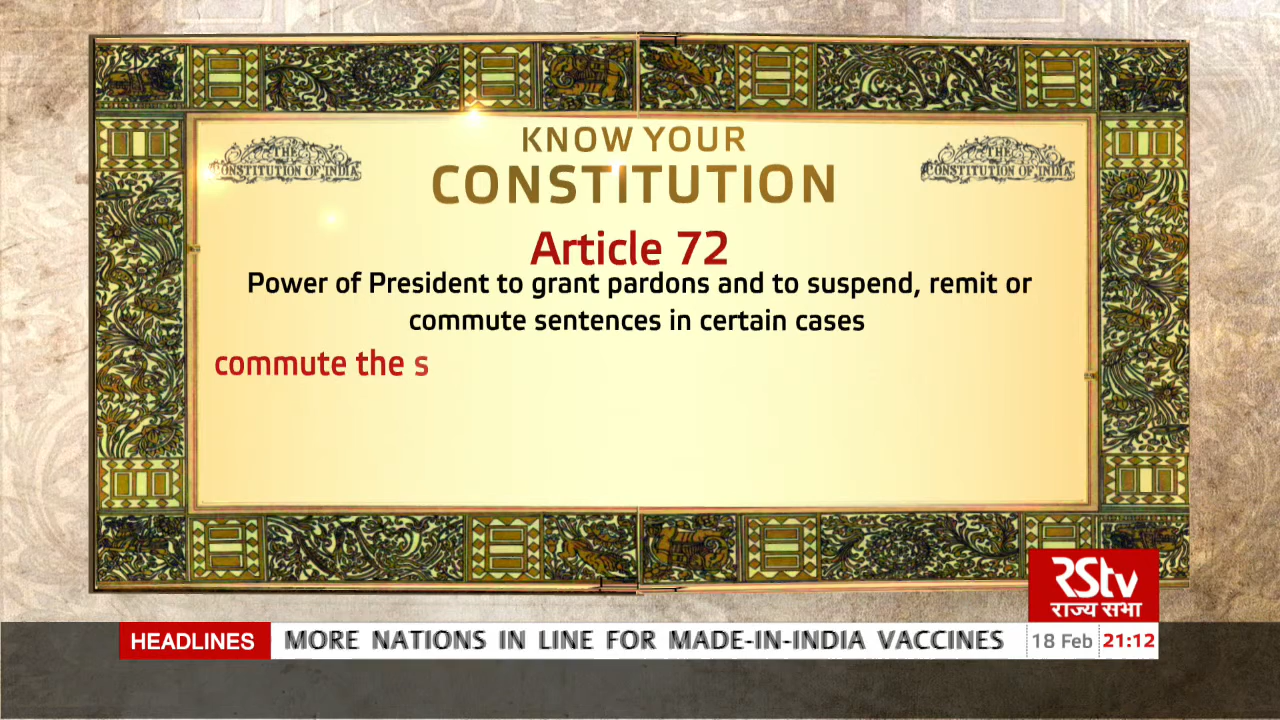 KNOW YOUR
CONSTITUTION
THE
CONSTITUTION OF INDIA
THE
CONSTITUTION OF INDIA
Article 72
Power of President to grant pardons and to suspend, remit or
commute sentences in certain cases
commute the s
RStv
राज्य सभा
HEADLINES MORE NATIONS IN LINE FOR MADE-IN-INDIA VACCINES 18 Feb 21:12